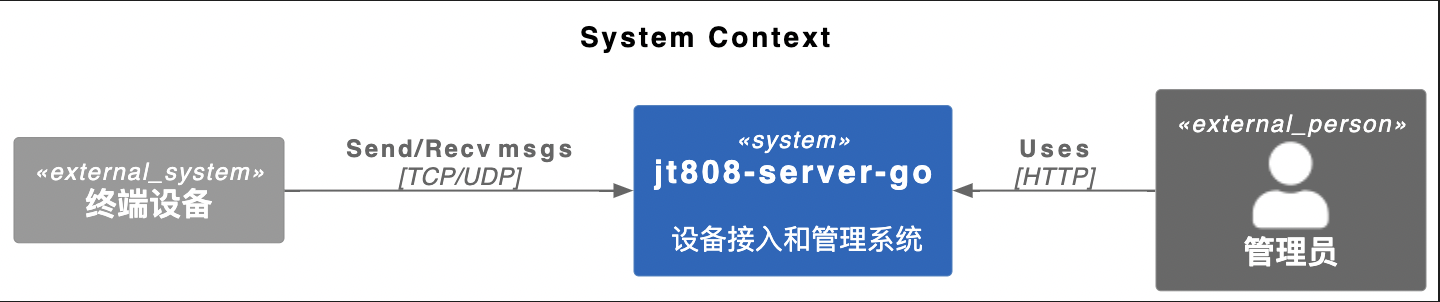 System Context
«external_system»
终端设备
Send/Recv msgs
[TCP/UDP]
«system»
jt808-server-go
设备接入和管理系统
Uses
[HTTP]
«external_person»
管理员